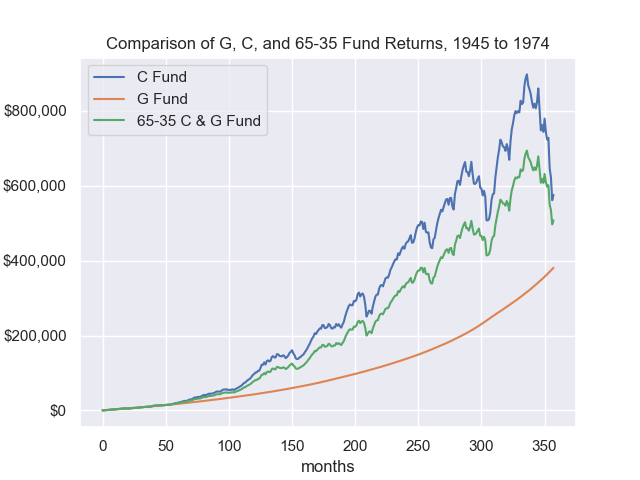 Comparison of G, C, and 65-35 Fund Returns, 1945 to 1974
C Fund
G Fund
65-35 C & G Fund
$800,000
$600,000
$400,000
$200,000
$0
0 50 100 150 200 250 300 350
months